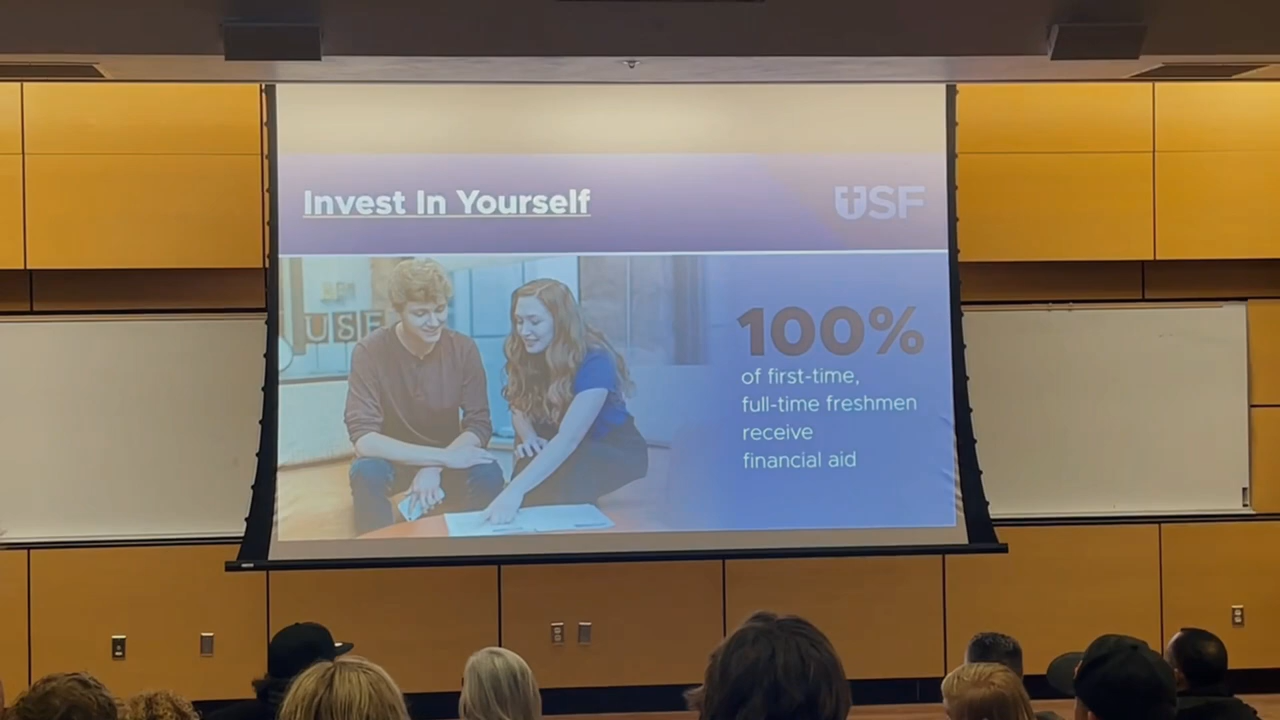 Invest In Yourself
USF
USF
100%
of first-time,
full-time freshmen
receive
financial aid